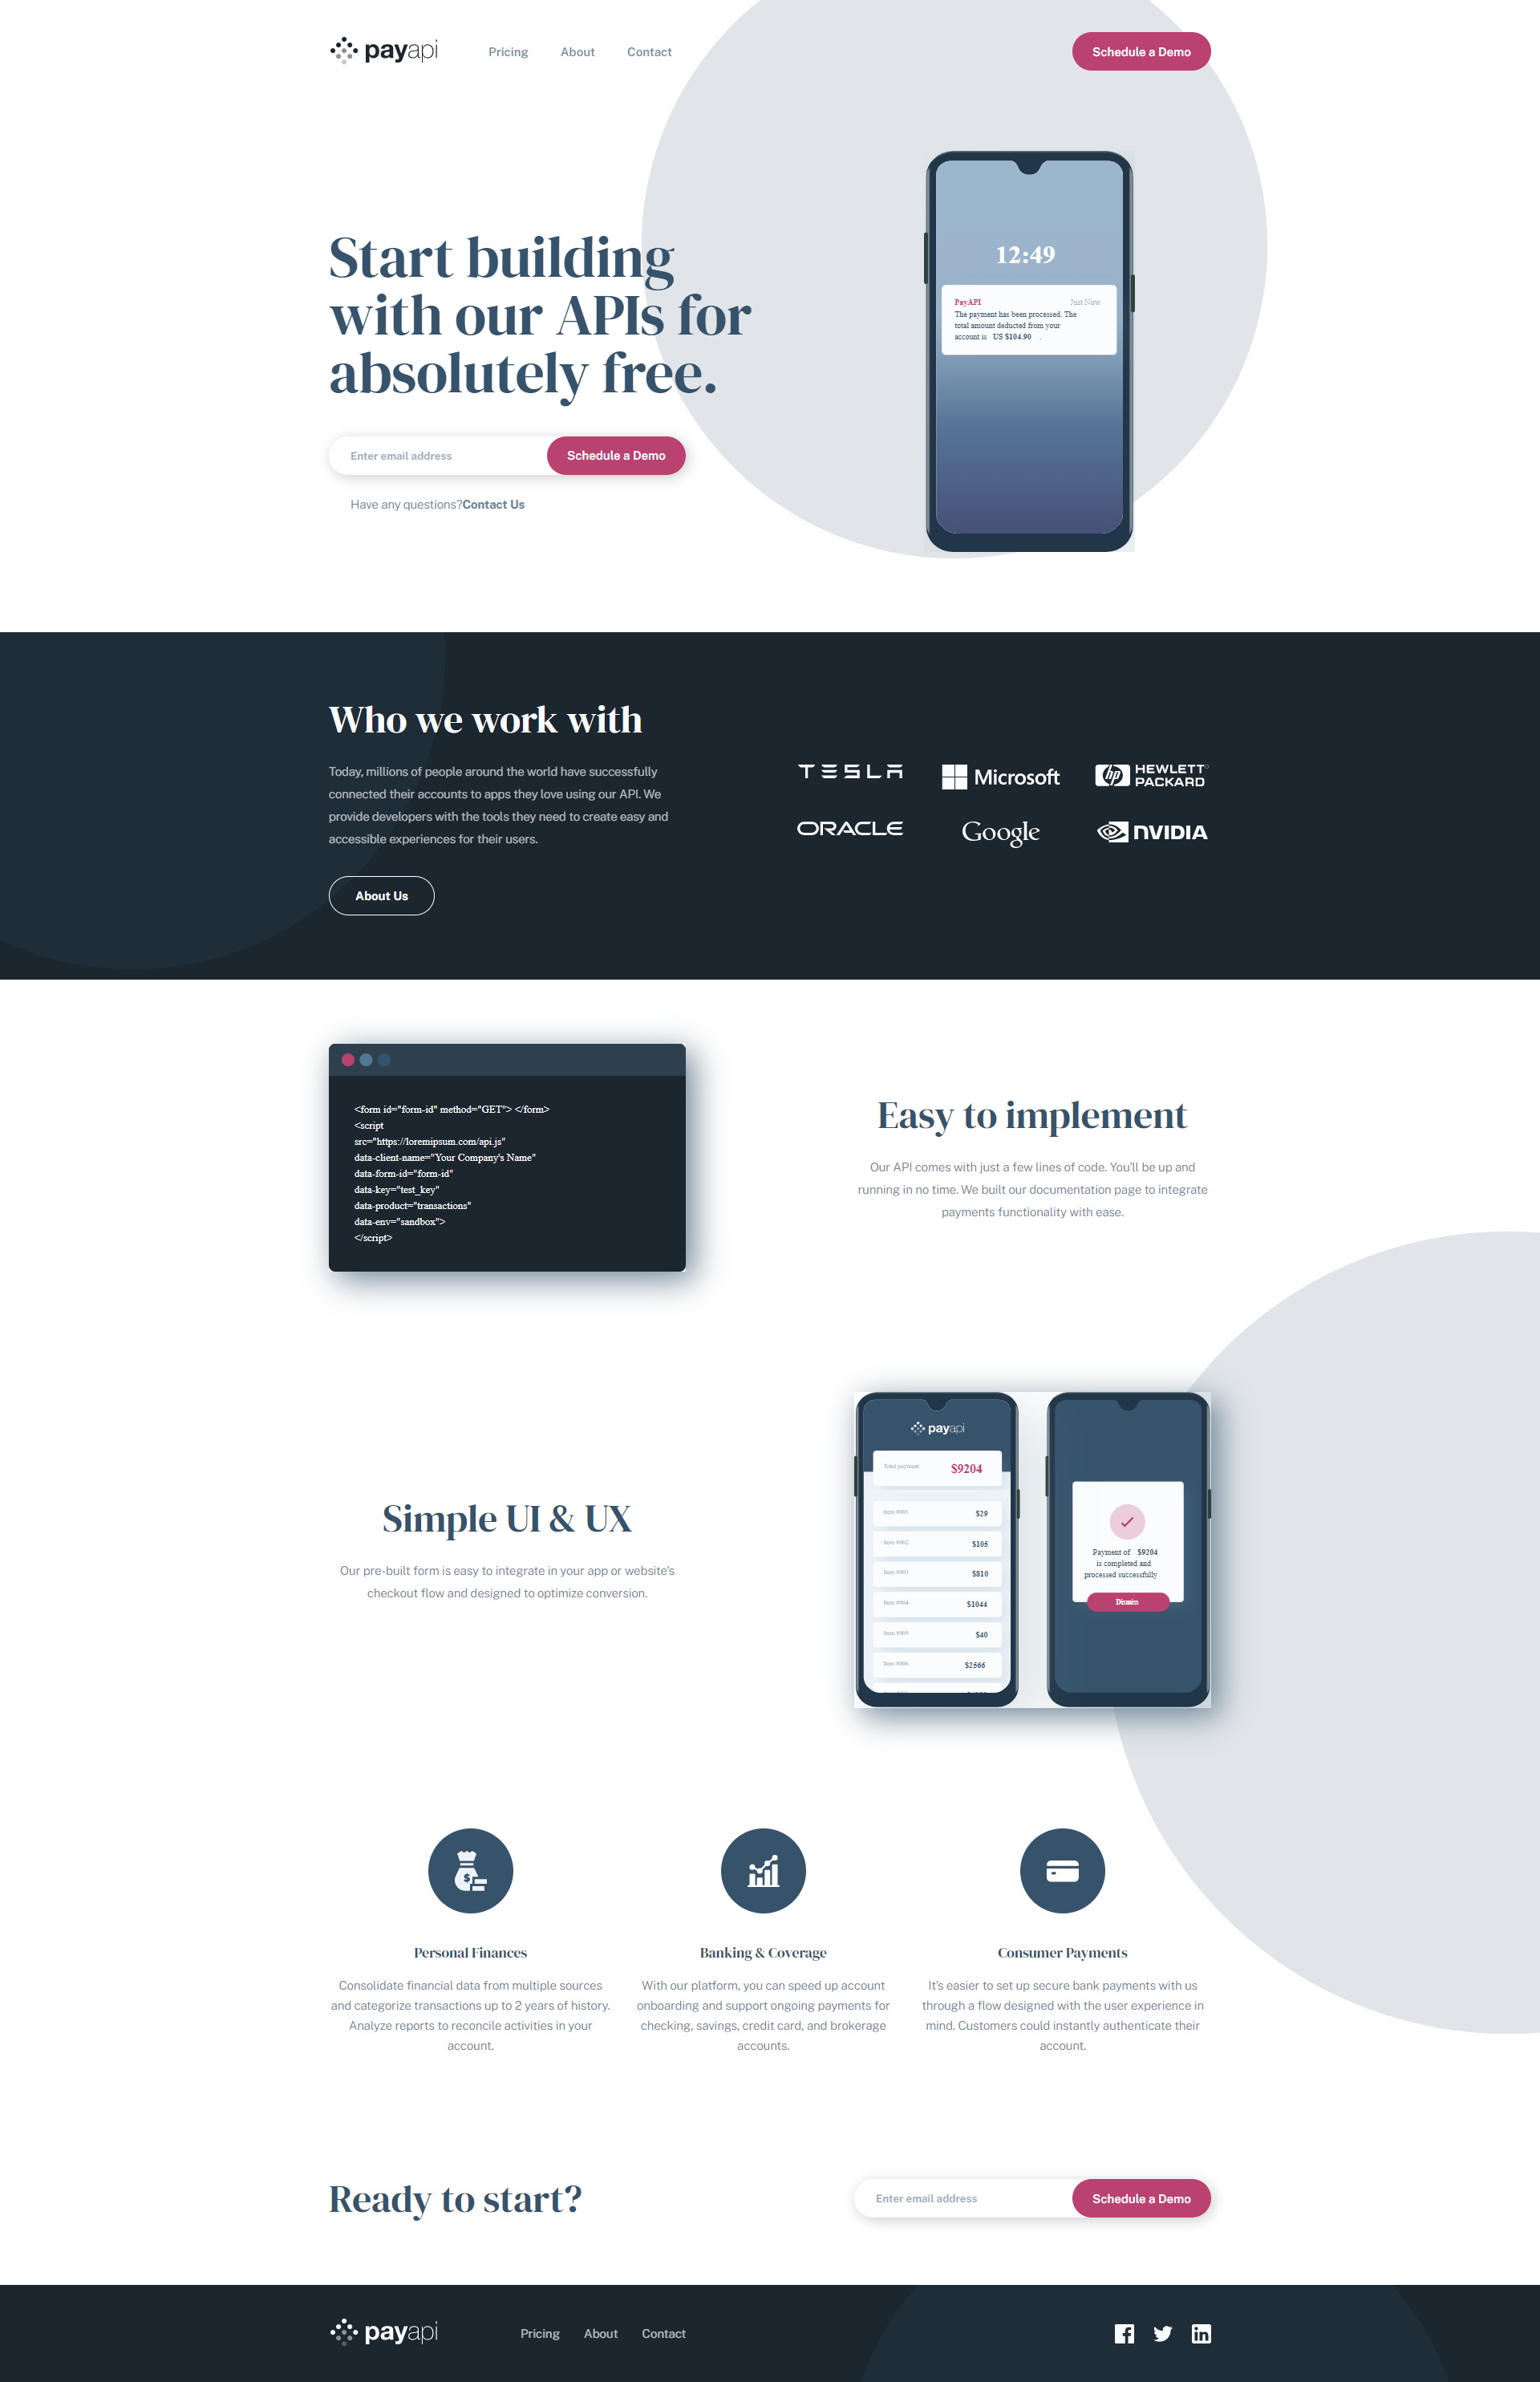 payapi
Pricing About Contact
Schedule a Demo
Start building
with our APIs for
absolutely free.
Enter email address Schedule a Demo
Have any questions?Contact Us
12:49
PayAPI Just Now
The payment has been processed. The
total amount deducted from your
account is US $104.90 .
Who we work with
Today, millions of people around the world have successfully
connected their accounts to apps they love using our API. We
provide developers with the tools they need to create easy and
accessible experiences for their users.
About Us
TESLA Microsoft hp HEWLETT
PACKARD
ORACLE Google NVIDIA
<form id="form-id" method="GET"> </form>
<script
src="https://loremipsum.com/api.js"
data-client-name="Your Company's Name"
data-form-id="form-id"
data-key="test_key"
data-product="transactions"
data-env="sandbox">
</script>
Easy to implement
Our API comes with just a few lines of code. You'll be up and
running in no time. We built our documentation page to integrate
payments functionality with ease.
Simple UI & UX
Our pre-built form is easy to integrate in your app or website's
checkout flow and designed to optimize conversion.
payapi
Total payment $9204
Item #001 $29
Item #002 $105
Item #003 $810
Item #004 $1044
Item #005 $40
Item #006 $2566
Payment of $9204
is completed and
processed successfully
Dismiss
Personal Finances
Consolidate financial data from multiple sources
and categorize transactions up to 2 years of history.
Analyze reports to reconcile activities in your
account.
Banking & Coverage
With our platform, you can speed up account
onboarding and support ongoing payments for
checking, savings, credit card, and brokerage
accounts.
Consumer Payments
It's easier to set up secure bank payments with us
through a flow designed with the user experience in
mind. Customers could instantly authenticate their
account.
Ready to start?
Enter email address Schedule a Demo
payapi
Pricing About Contact